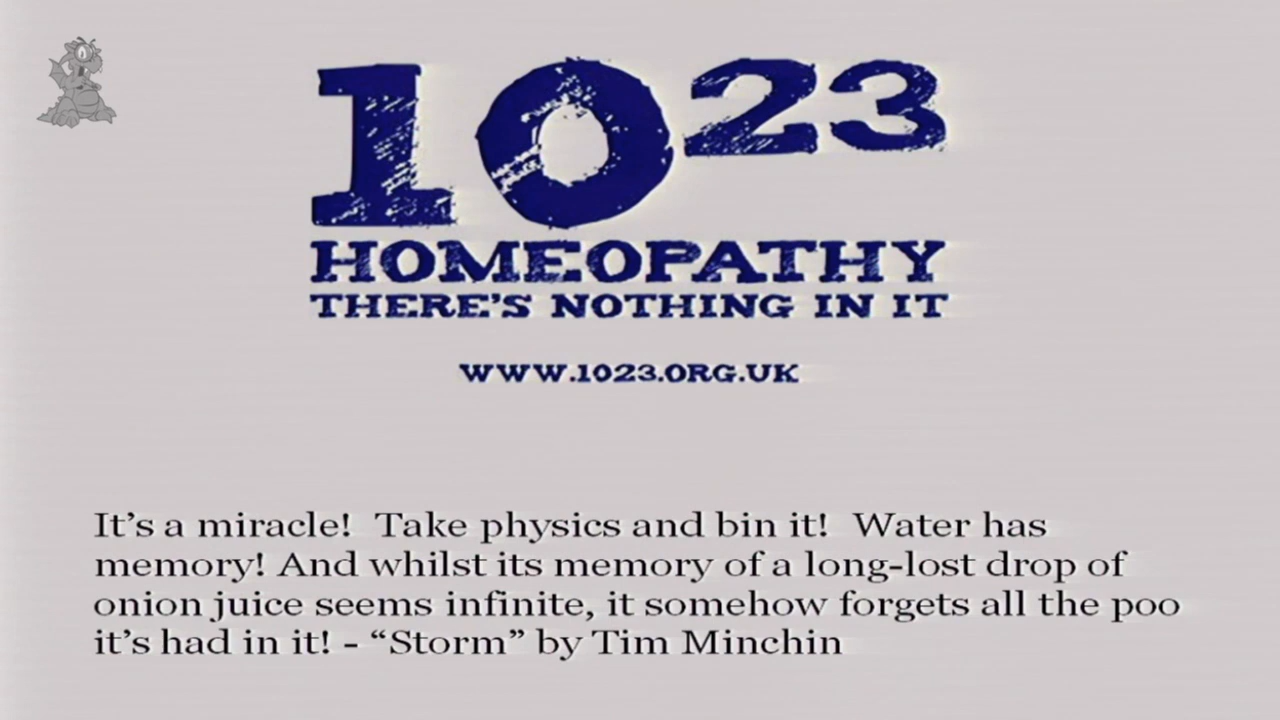 10²³
HOMEOPATHY
THERE'S NOTHING IN IT
WWW.1023.ORG.UK
It’s a miracle!  Take physics and bin it!  Water has
memory! And whilst its memory of a long-lost drop of
onion juice seems infinite, it somehow forgets all the poo
it’s had in it! - “Storm” by Tim Minchin